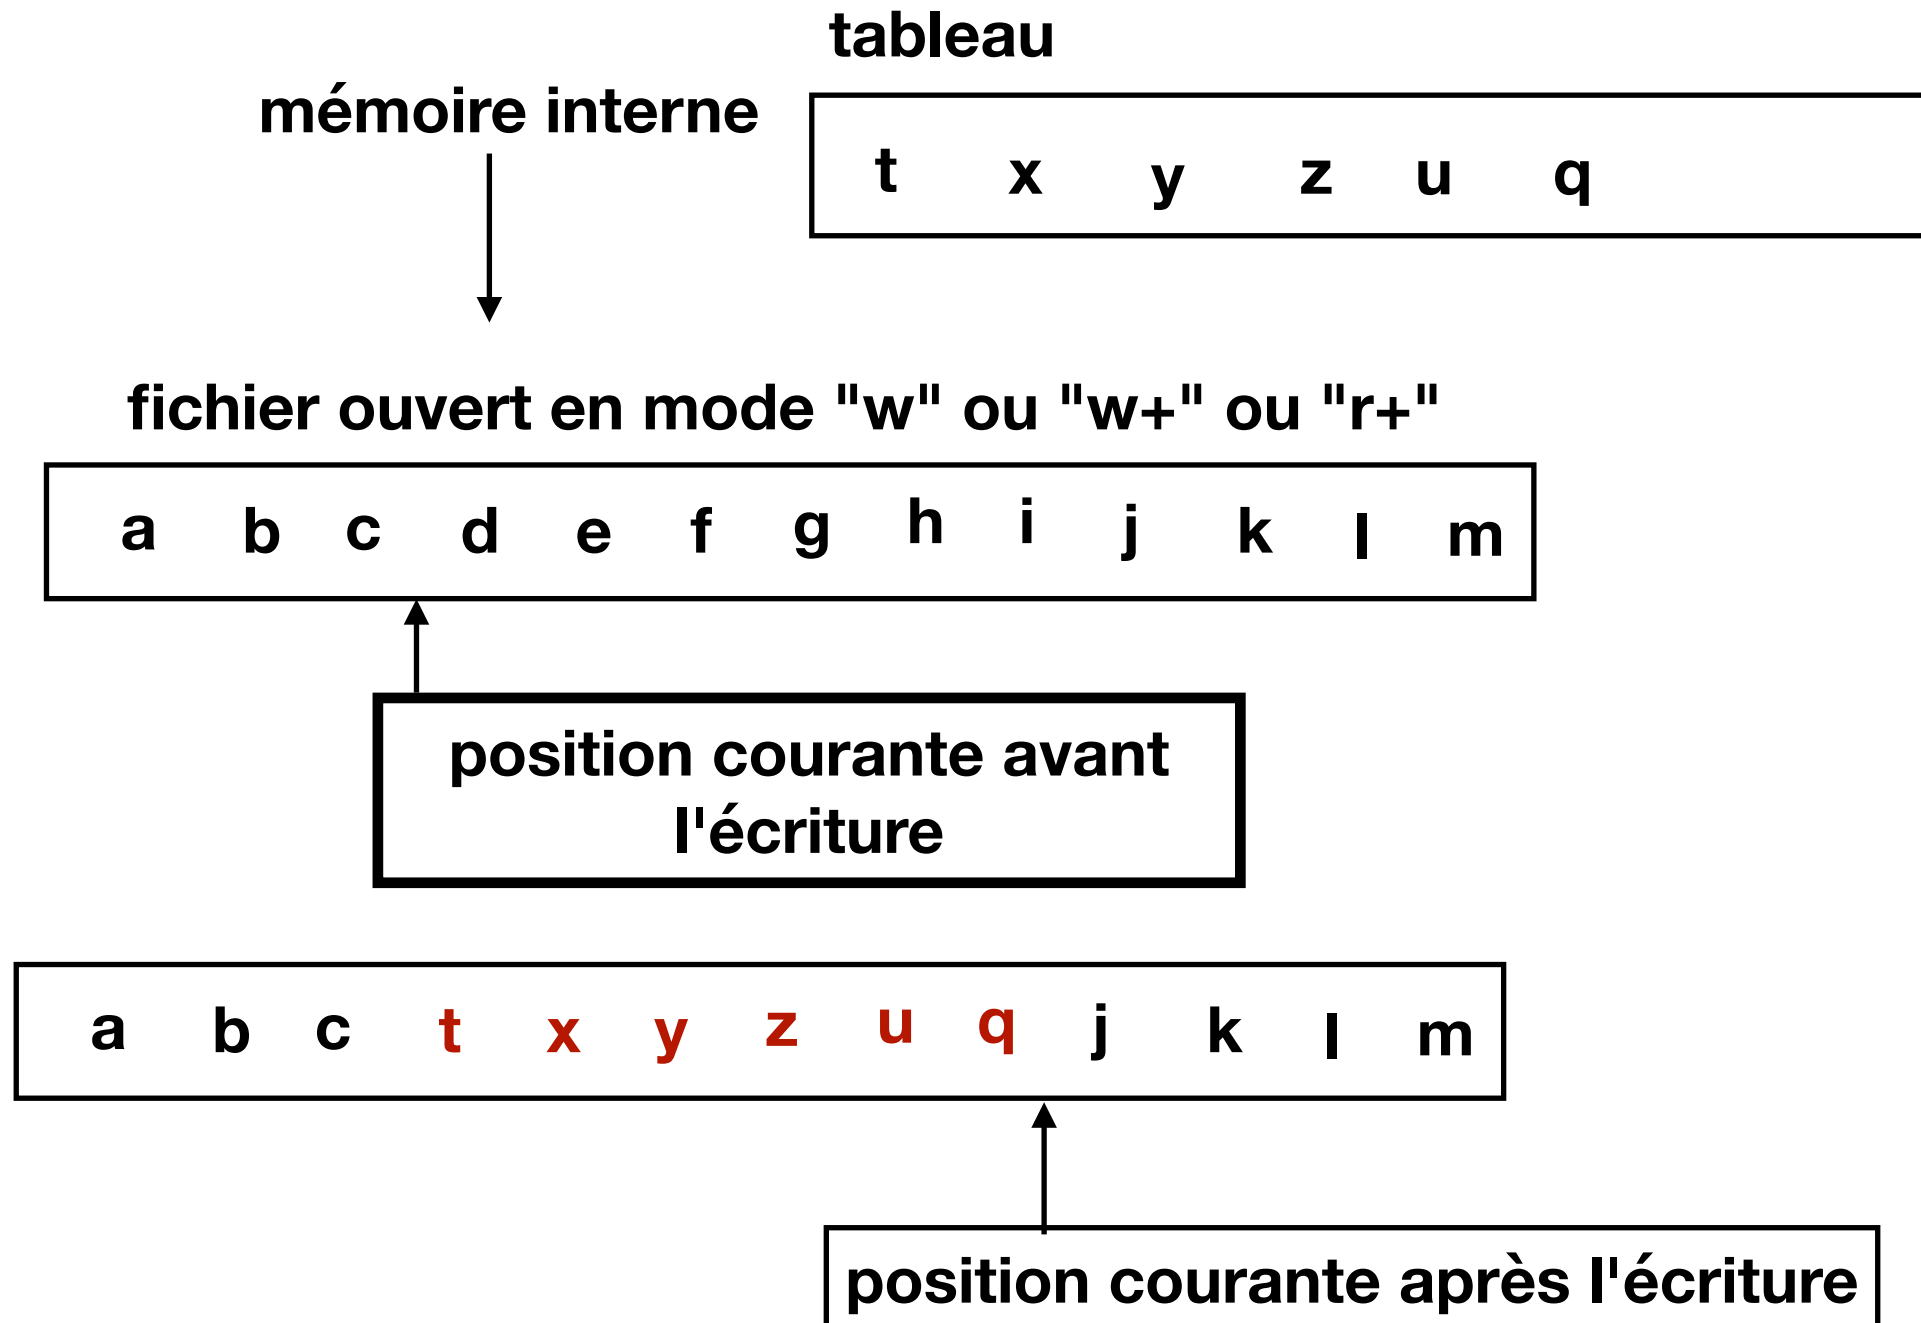 tableau
mémoire interne
t x y z u q
fichier ouvert en mode "w" ou "w+" ou "r+"
a b c d e f g h i j k l m
position courante avant
l'écriture
a b c t x y z u q j k l m
position courante après l'écriture